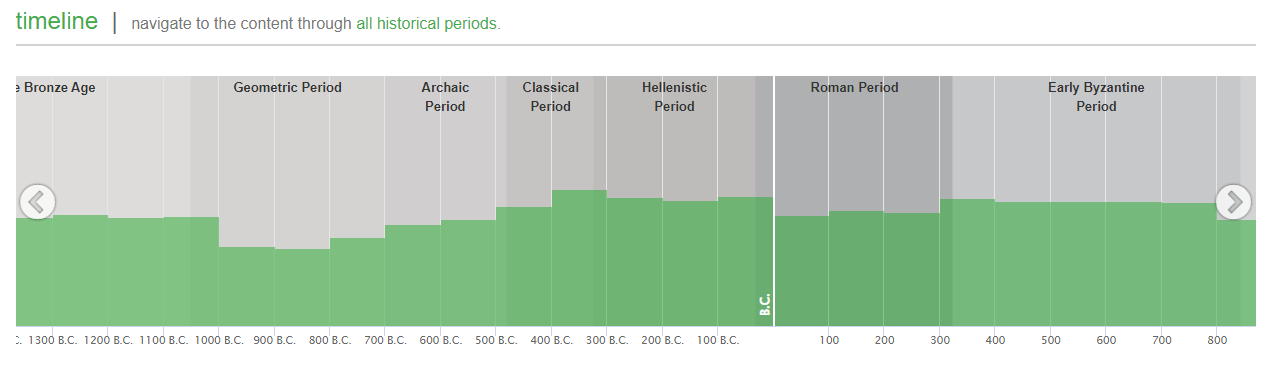 timeline | navigate to the content through all historical periods.
e Bronze Age Geometric Period Archaic Period Classical Period Hellenistic Period Roman Period Early Byzantine Period
B.C.
C. 1300 B.C. 1200 B.C. 1100 B.C. 1000 B.C. 900 B.C. 800 B.C. 700 B.C. 600 B.C. 500 B.C. 400 B.C. 300 B.C. 200 B.C. 100 B.C. 100 200 300 400 500 600 700 800